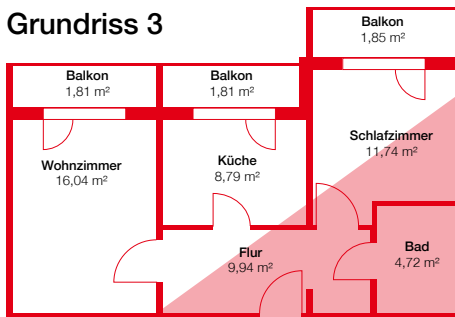 Grundriss 3
Balkon
1,85 m²
Balkon
1,81 m²
Balkon
1,81 m²
Schlafzimmer
11,74 m²
Wohnzimmer
16,04 m²
Küche
8,79 m²
Flur
9,94 m²
Bad
4,72 m²